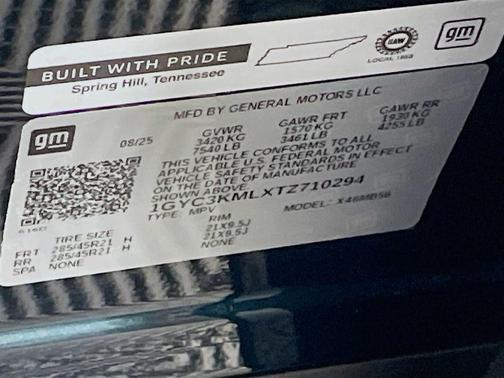 BUILT WITH PRIDE
Spring Hill, Tennessee
UAW
LOCAL 1853
gm
gm
MFD BY GENERAL MOTORS LLC
08/25 GVWR GAWR FRT GAWR RR
3420 KG 1570 KG 1930 KG
7540 LB 3461 LB 4255 LB
THIS VEHICLE CONFORMS TO ALL
APPLICABLE U.S. FEDERAL MOTOR
VEHICLE SAFETY STANDARDS IN EFFECT
ON THE DATE OF MANUFACTURE
SHOWN ABOVE.
1GYC3KMLXTZ710294
TYPE: MPV MODEL:
TIRE SIZE RIM
FRT 285/45R21 H 21X9.5J
RR 285/45R21 H 21X9.5J
SPA NONE NONE